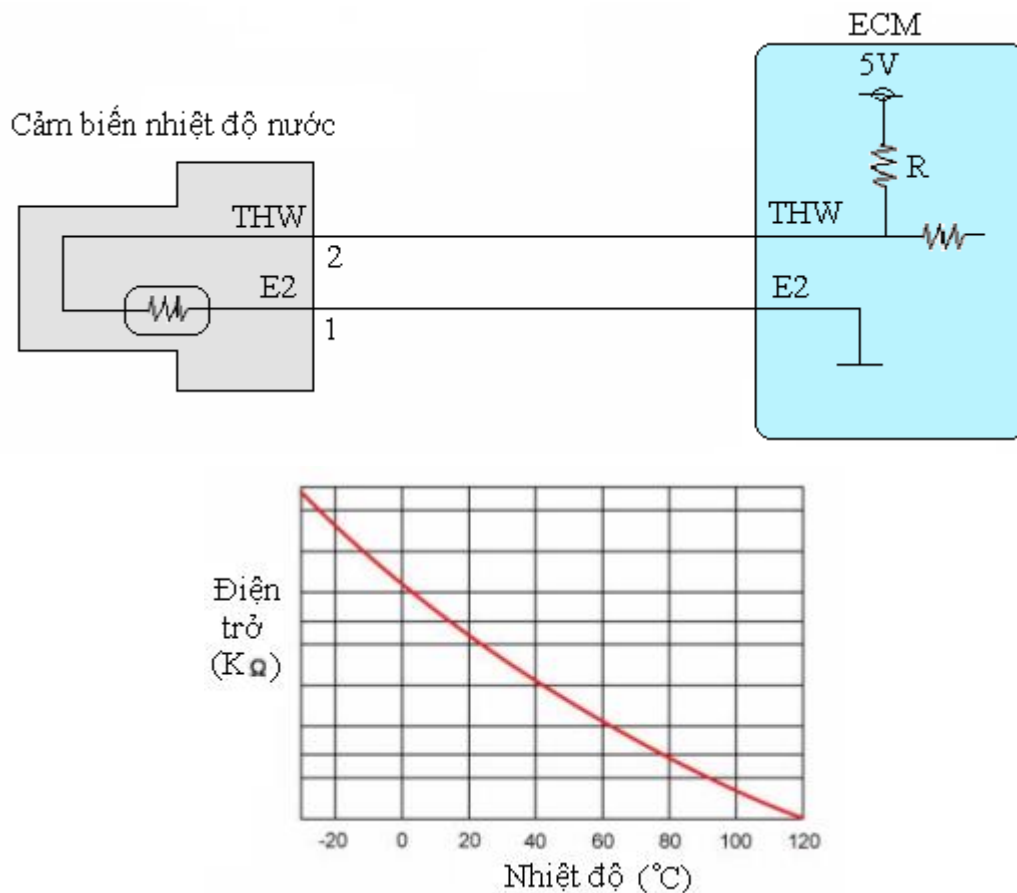 ECM
5V
Cảm biến nhiệt độ nước
R
THW
THW
2
E2
E2
1
Điện
trở
(KΩ)
-20 0 20 40 60 80 100 120
Nhiệt độ (°C)